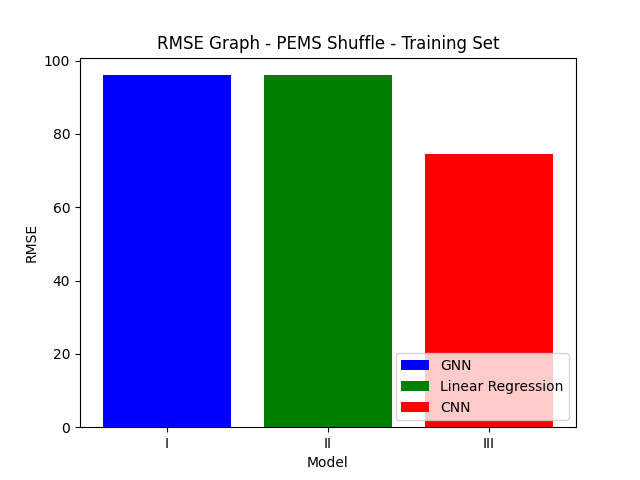 RMSE Graph - PEMS Shuffle - Training Set
100
80
60
40
20
0
RMSE
I
II
III
Model
GNN
Linear Regression
CNN